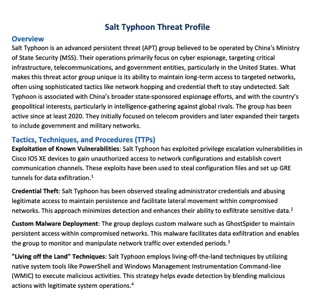 Salt Typhoon Threat Profile
Overview
Salt Typhoon is an advanced persistent threat (APT) group believed to be operated by China's Ministry
of State Security (MSS). Their operations primarily focus on cyber espionage, targeting critical
infrastructure, telecommunications, and government entities, particularly in the United States. What
makes this threat actor group unique is its ability to maintain long-term access to targeted networks,
often using sophisticated tactics like network hopping and credential theft to stay undetected. Salt
Typhoon is associated with China's broader state-sponsored espionage efforts, and with the country's
geopolitical interests, particularly in intelligence-gathering against global rivals. The group has been
active since at least 2020. They initially focused on telecom providers and later expanded their targets
to include government and military networks.
Tactics, Techniques, and Procedures (TTPs)
Exploitation of Known Vulnerabilities: Salt Typhoon has exploited privilege escalation vulnerabilities in
Cisco IOS XE devices to gain unauthorized access to network configurations and establish covert
communication channels. These exploits have been used to steal configuration files and set up GRE
tunnels for data exfiltration.1
Credential Theft: Salt Typhoon has been observed stealing administrator credentials and abusing
legitimate access to maintain persistence and facilitate lateral movement within compromised
networks. This approach minimizes detection and enhances their ability to exfiltrate sensitive data.2
Custom Malware Deployment: The group deploys custom malware such as GhostSpider to maintain
persistent access within compromised networks. This malware facilitates data exfiltration and enables
the group to monitor and manipulate network traffic over extended periods.3
"Living off the Land" Techniques: Salt Typhoon employs living-off-the-land techniques by utilizing
native system tools like PowerShell and Windows Management Instrumentation Command-line
(WMIC) to execute malicious activities. This strategy helps evade detection by blending malicious
actions with legitimate system operations.4